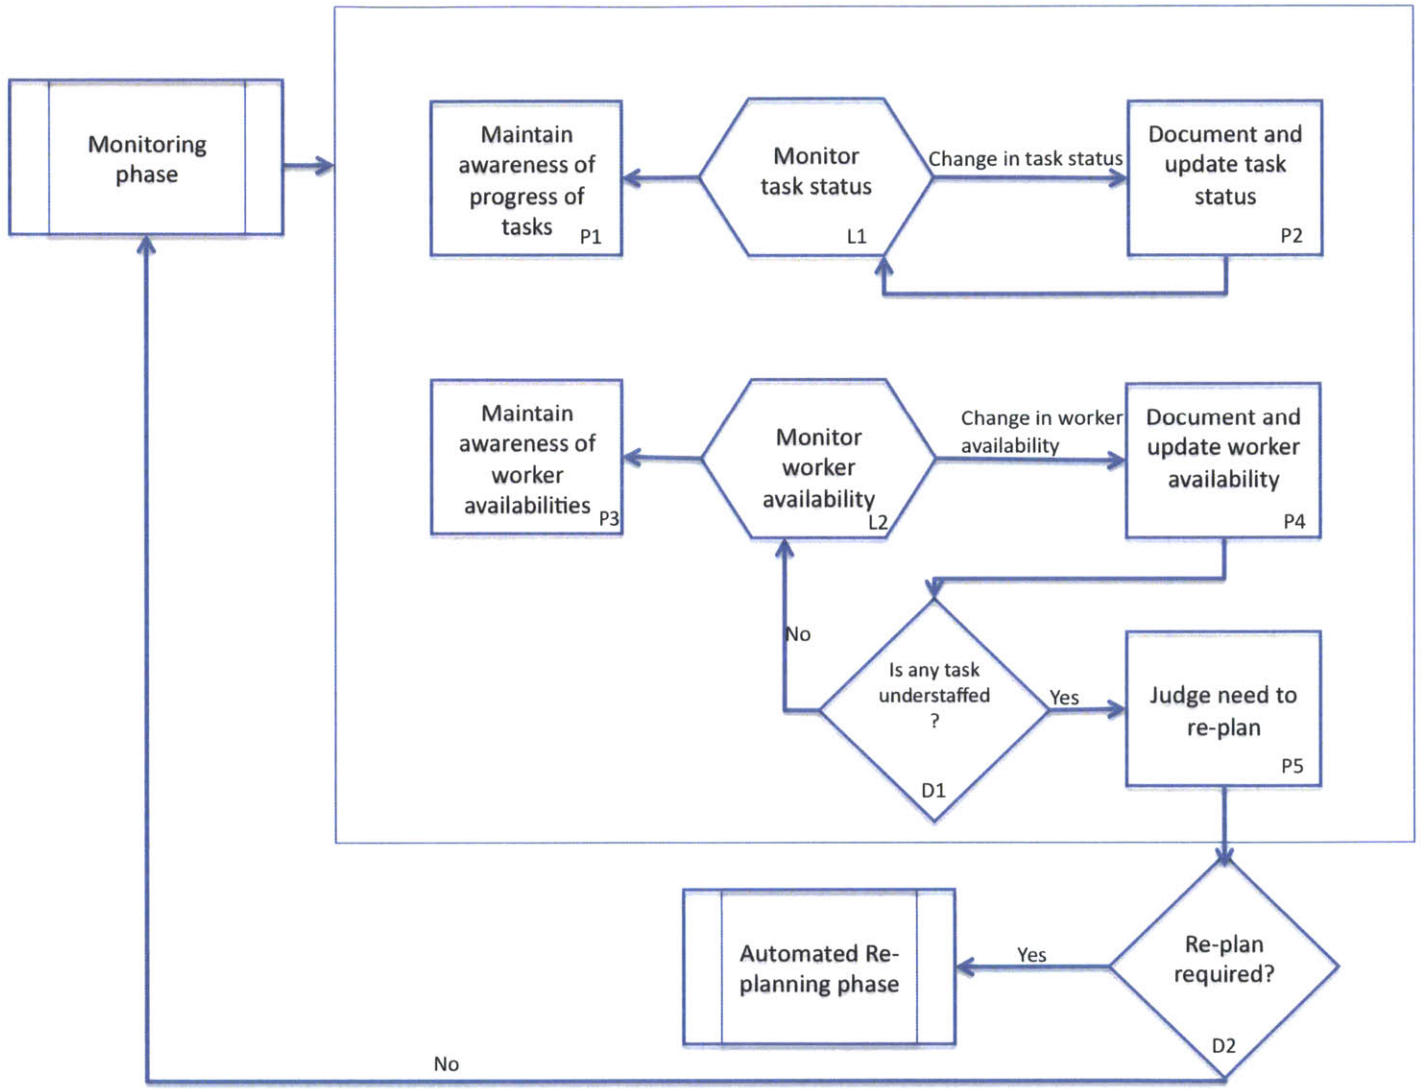 Monitoring
phase
Maintain
awareness of
progress of
tasks
P1
Monitor
task status
L1
Change in task status
Document and
update task
status
P2
Maintain
awareness of
worker
availabilities
P3
Monitor
worker
availability
L2
Change in worker
availability
Document and
update worker
availability
P4
No
Is any task
understaffed
?
D1
Yes
Judge need to
re-plan
P5
Automated Re-
planning phase
Yes
Re-plan
required?
D2
No